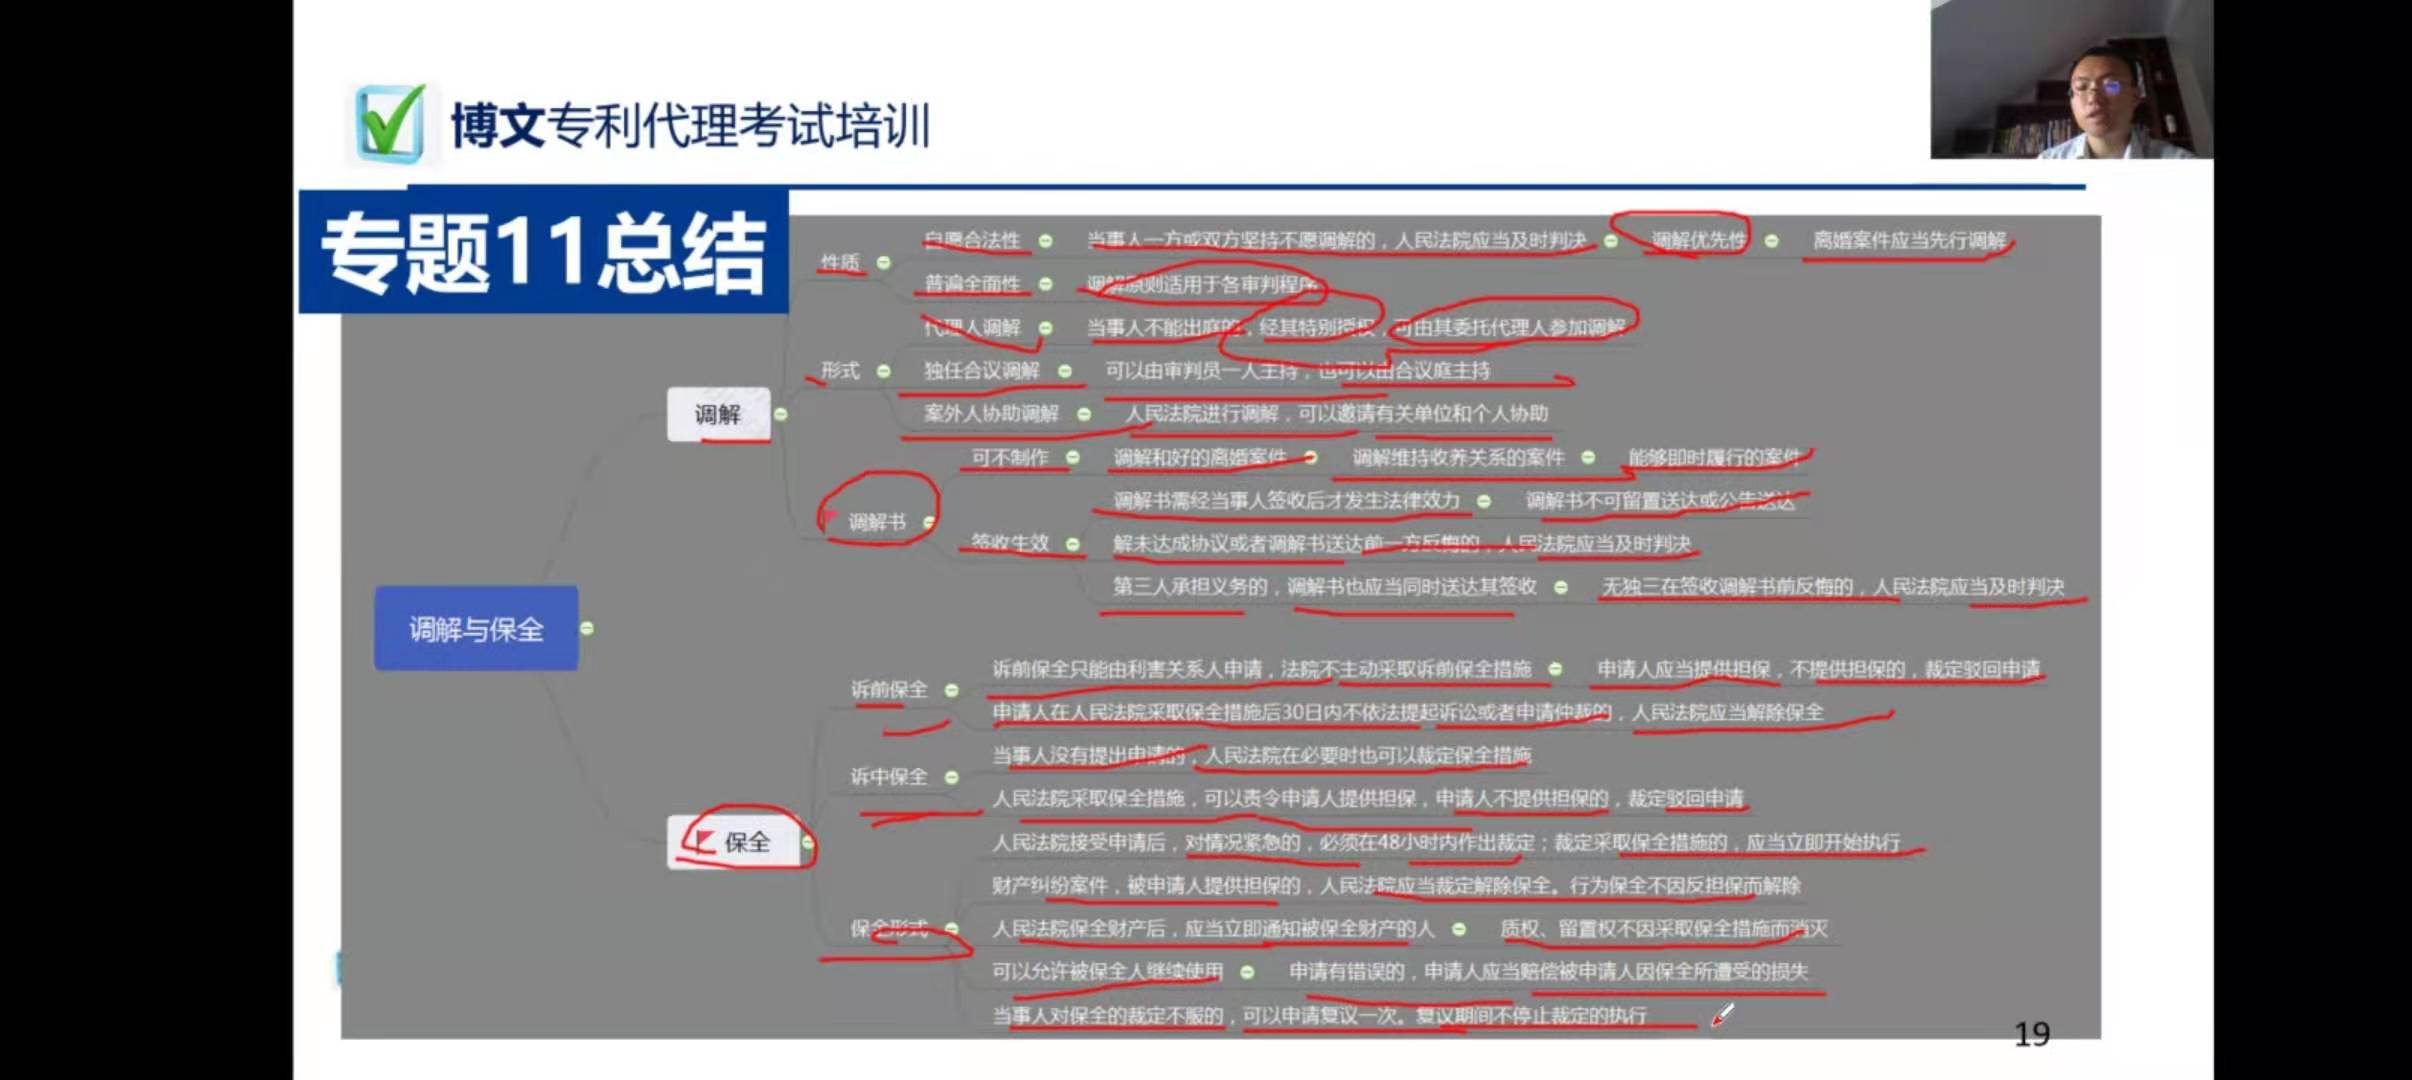 博文专利代理考试培训
专题11总结
调解与保全
调解
性质
自愿合法性 当事人一方或双方坚持不愿调解的，人民法院应当及时判决 调解优先性 离婚案件应当先行调解
普遍全面性 调解原则适用于各审判程序
形式
代理人调解 当事人不能出庭的，经其特别授权，可由其委托代理人参加调解
独任合议调解 可以由审判员一人主持，也可以由合议庭主持
案外人协助调解 人民法院进行调解，可以邀请有关单位和个人协助
调解书
可不制作 调解和好的离婚案件 调解维持收养关系的案件 能够即时履行的案件
签收生效
调解书需经当事人签收后才发生法律效力 调解书不可留置送达或公告送达
解未达成协议或者调解书送达前一方反悔的，人民法院应当及时判决
第三人承担义务的，调解书也应当同时送达其签收 无独三在签收调解书前反悔的，人民法院应当及时判决
保全
诉前保全
诉前保全只能由利害关系人申请，法院不主动采取诉前保全措施 申请人应当提供担保，不提供担保的，裁定驳回申请
申请人在人民法院采取保全措施后30日内不依法提起诉讼或者申请仲裁的，人民法院应当解除保全
诉中保全
当事人没有提出申请的，人民法院在必要时也可以裁定保全措施
人民法院采取保全措施，可以责令申请人提供担保，申请人不提供担保的，裁定驳回申请
保全形式
人民法院接受申请后，对情况紧急的，必须在48小时内作出裁定；裁定采取保全措施的，应当立即开始执行
财产纠纷案件，被申请人提供担保的，人民法院应当裁定解除保全。行为保全不因反担保而解除
人民法院保全财产后，应当立即通知被保全财产的人 质权、留置权不因采取保全措施而消灭
可以允许被保全人继续使用 申请有错误的，申请人应当赔偿被申请人因保全所遭受的损失
当事人对保全的裁定不服的，可以申请复议一次。复议期间不停止裁定的执行
19